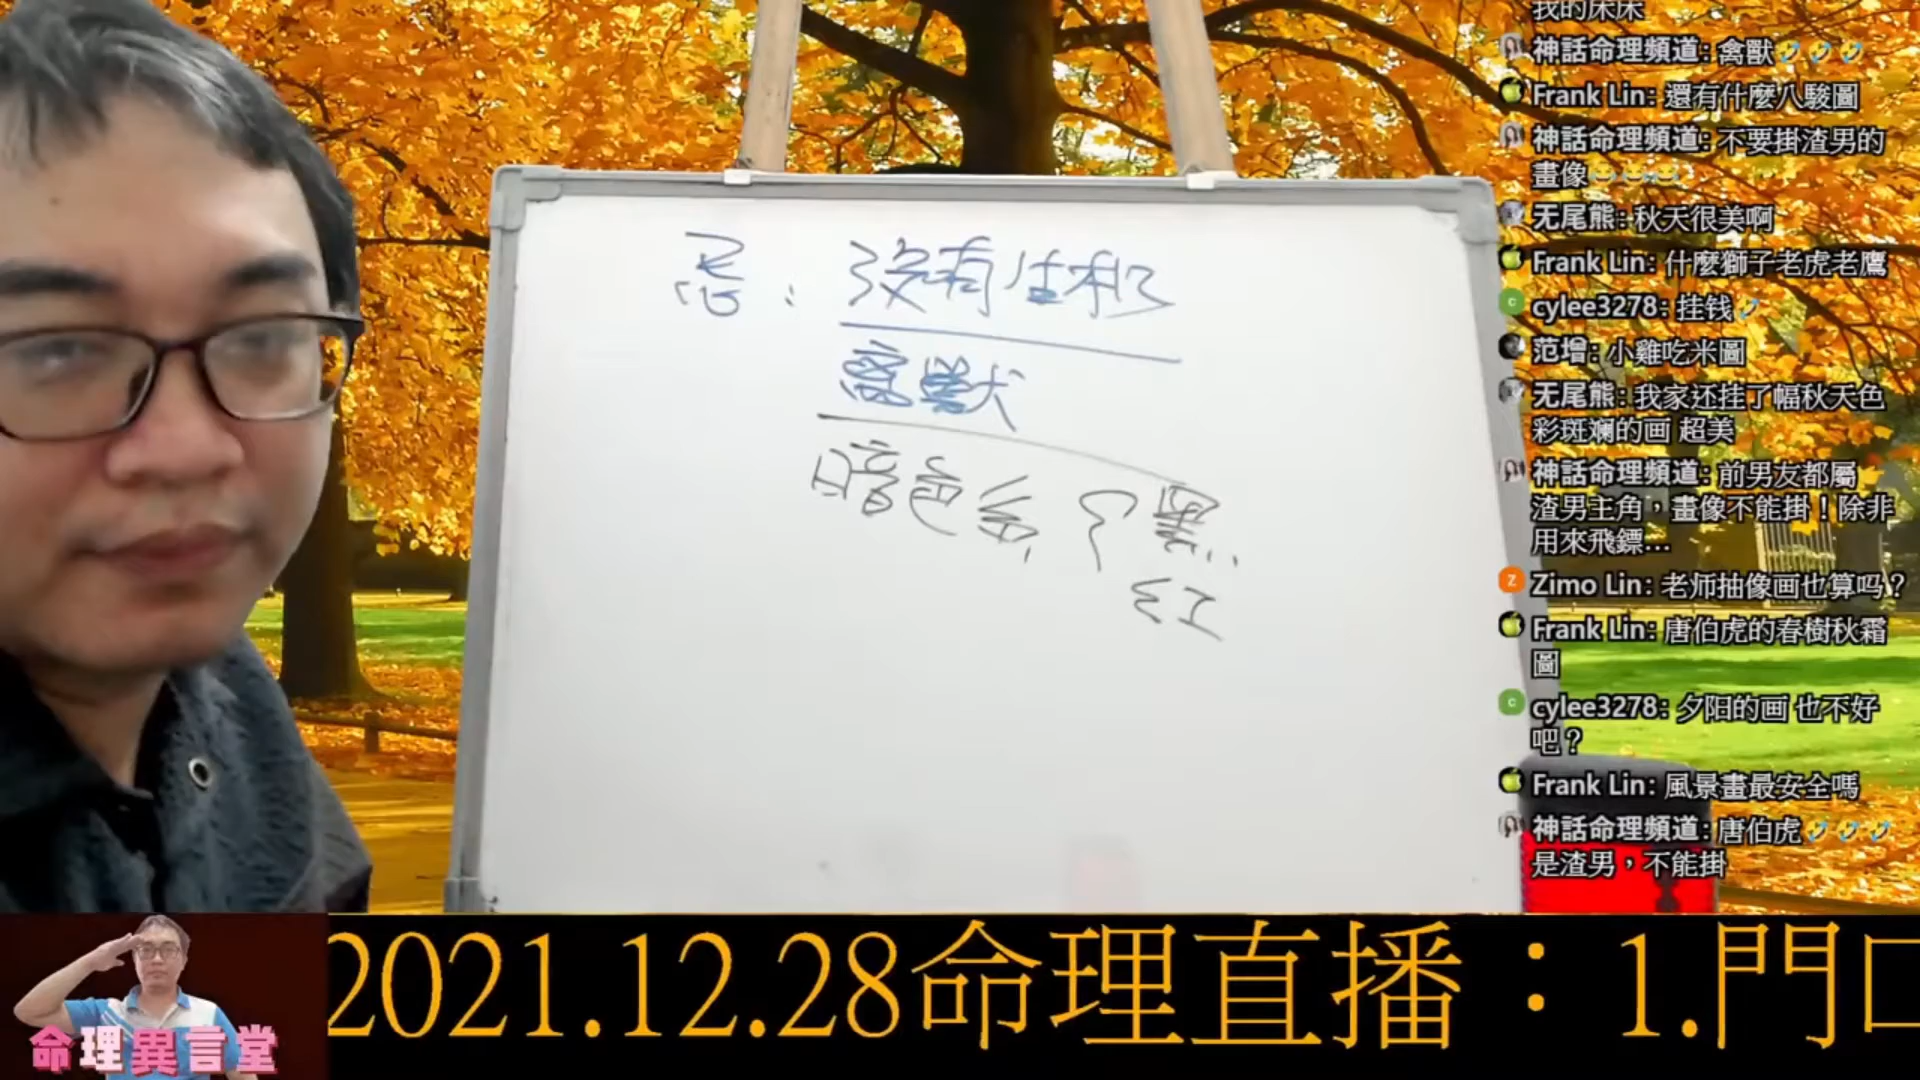 忌：沒有生机
禽獸
暗色系 黑
红
我的床床
神話命理頻道: 禽獸🤣🤣🤣
Frank Lin: 還有什麼八駿圖
神話命理頻道: 不要掛渣男的
畫像😂😂😂
无尾熊: 秋天很美啊
Frank Lin: 什麼獅子老虎老鷹
cylee3278: 挂钱🤣
范增: 小雞吃米圖
无尾熊: 我家还挂了幅秋天色
彩斑斓的画 超美
神話命理頻道: 前男友都屬
渣男主角，畫像不能掛！除非
用來飛鏢...
Zimo Lin: 老师抽像画也算吗？
Frank Lin: 唐伯虎的春樹秋霜
圖
cylee3278: 夕阳的画 也不好
吧？
Frank Lin: 風景畫最安全嗎
神話命理頻道: 唐伯虎🤣🤣🤣
是渣男，不能掛
命理異言堂
2021.12.28命理直播：1.門口